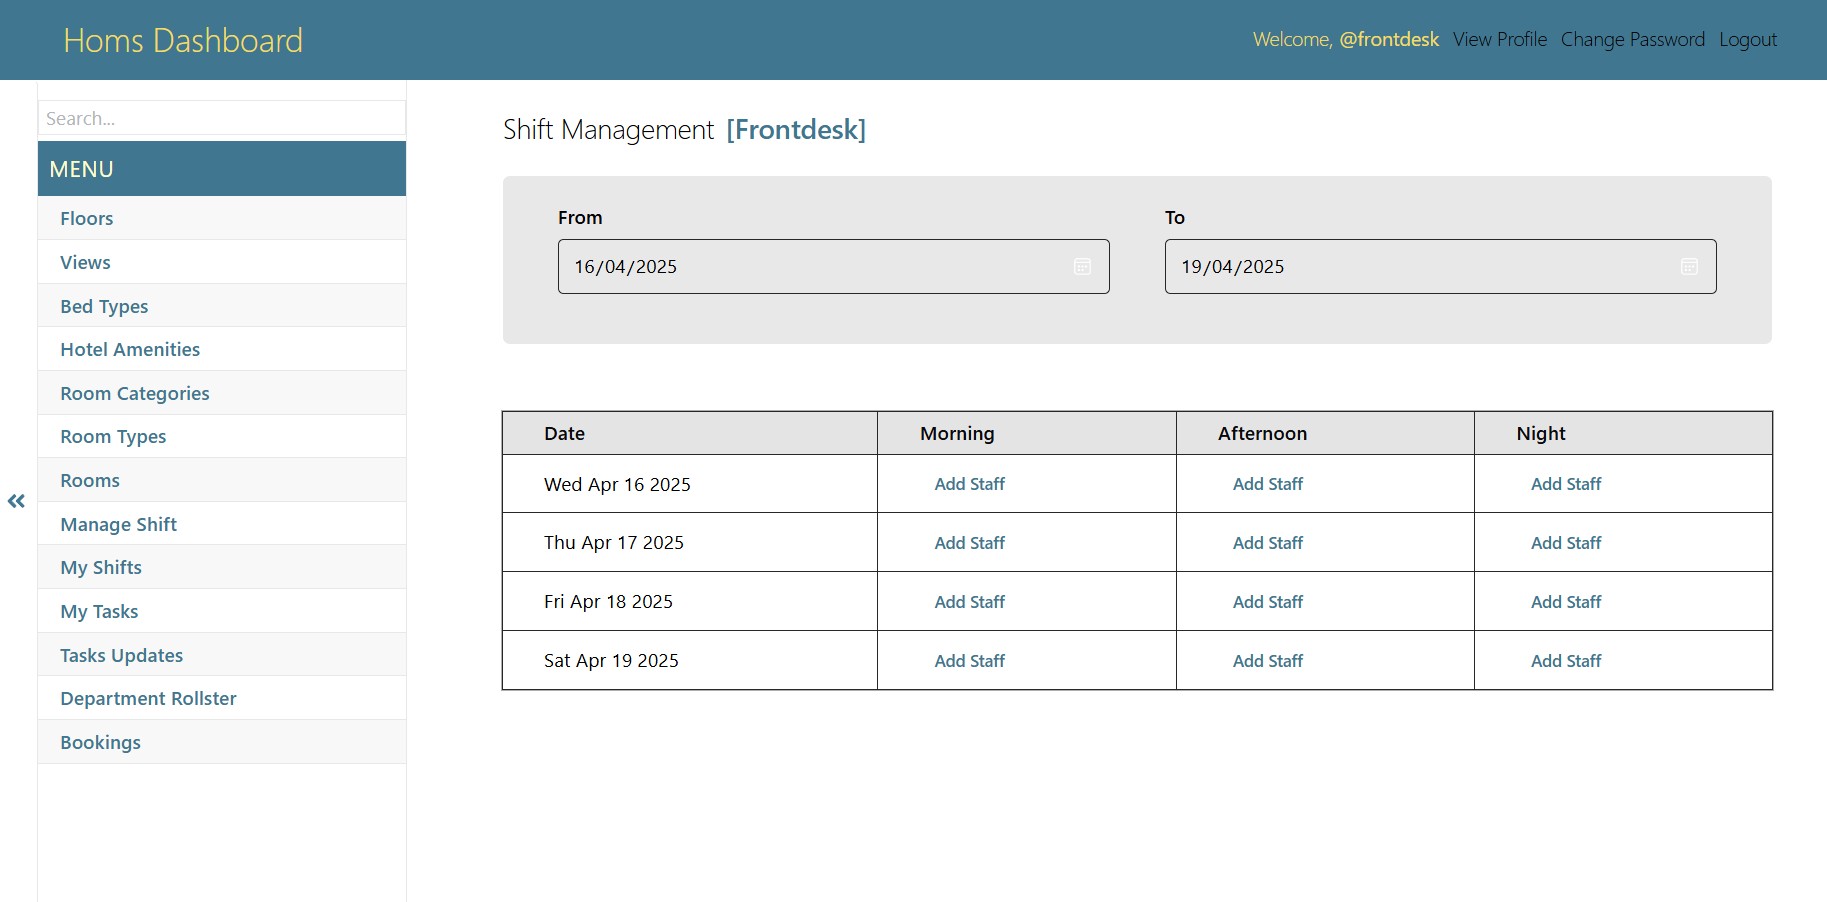 Homs Dashboard
Welcome, @frontdesk View Profile Change Password Logout
Search...
MENU
Floors
Views
Bed Types
Hotel Amenities
Room Categories
Room Types
Rooms
Manage Shift
My Shifts
My Tasks
Tasks Updates
Department Rollster
Bookings
Shift Management [Frontdesk]
From To
16/04/2025 19/04/2025
Date Morning Afternoon Night
Wed Apr 16 2025 Add Staff Add Staff Add Staff
Thu Apr 17 2025 Add Staff Add Staff Add Staff
Fri Apr 18 2025 Add Staff Add Staff Add Staff
Sat Apr 19 2025 Add Staff Add Staff Add Staff